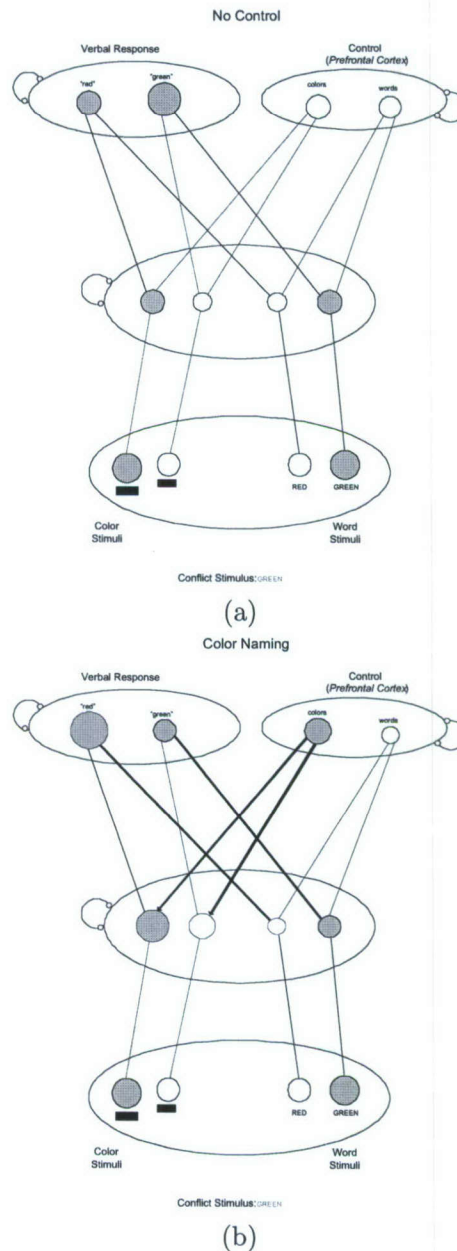 No Control
Verbal Response
Control
(Prefrontal Cortex)
"red"
"green"
colors
words
RED
GREEN
Color
Stimuli
Word
Stimuli
Conflict Stimulus: GREEN
(a)
Color Naming
Verbal Response
Control
(Prefrontal Cortex)
"red"
"green"
colors
words
RED
GREEN
Color
Stimuli
Word
Stimuli
Conflict Stimulus: GREEN
(b)